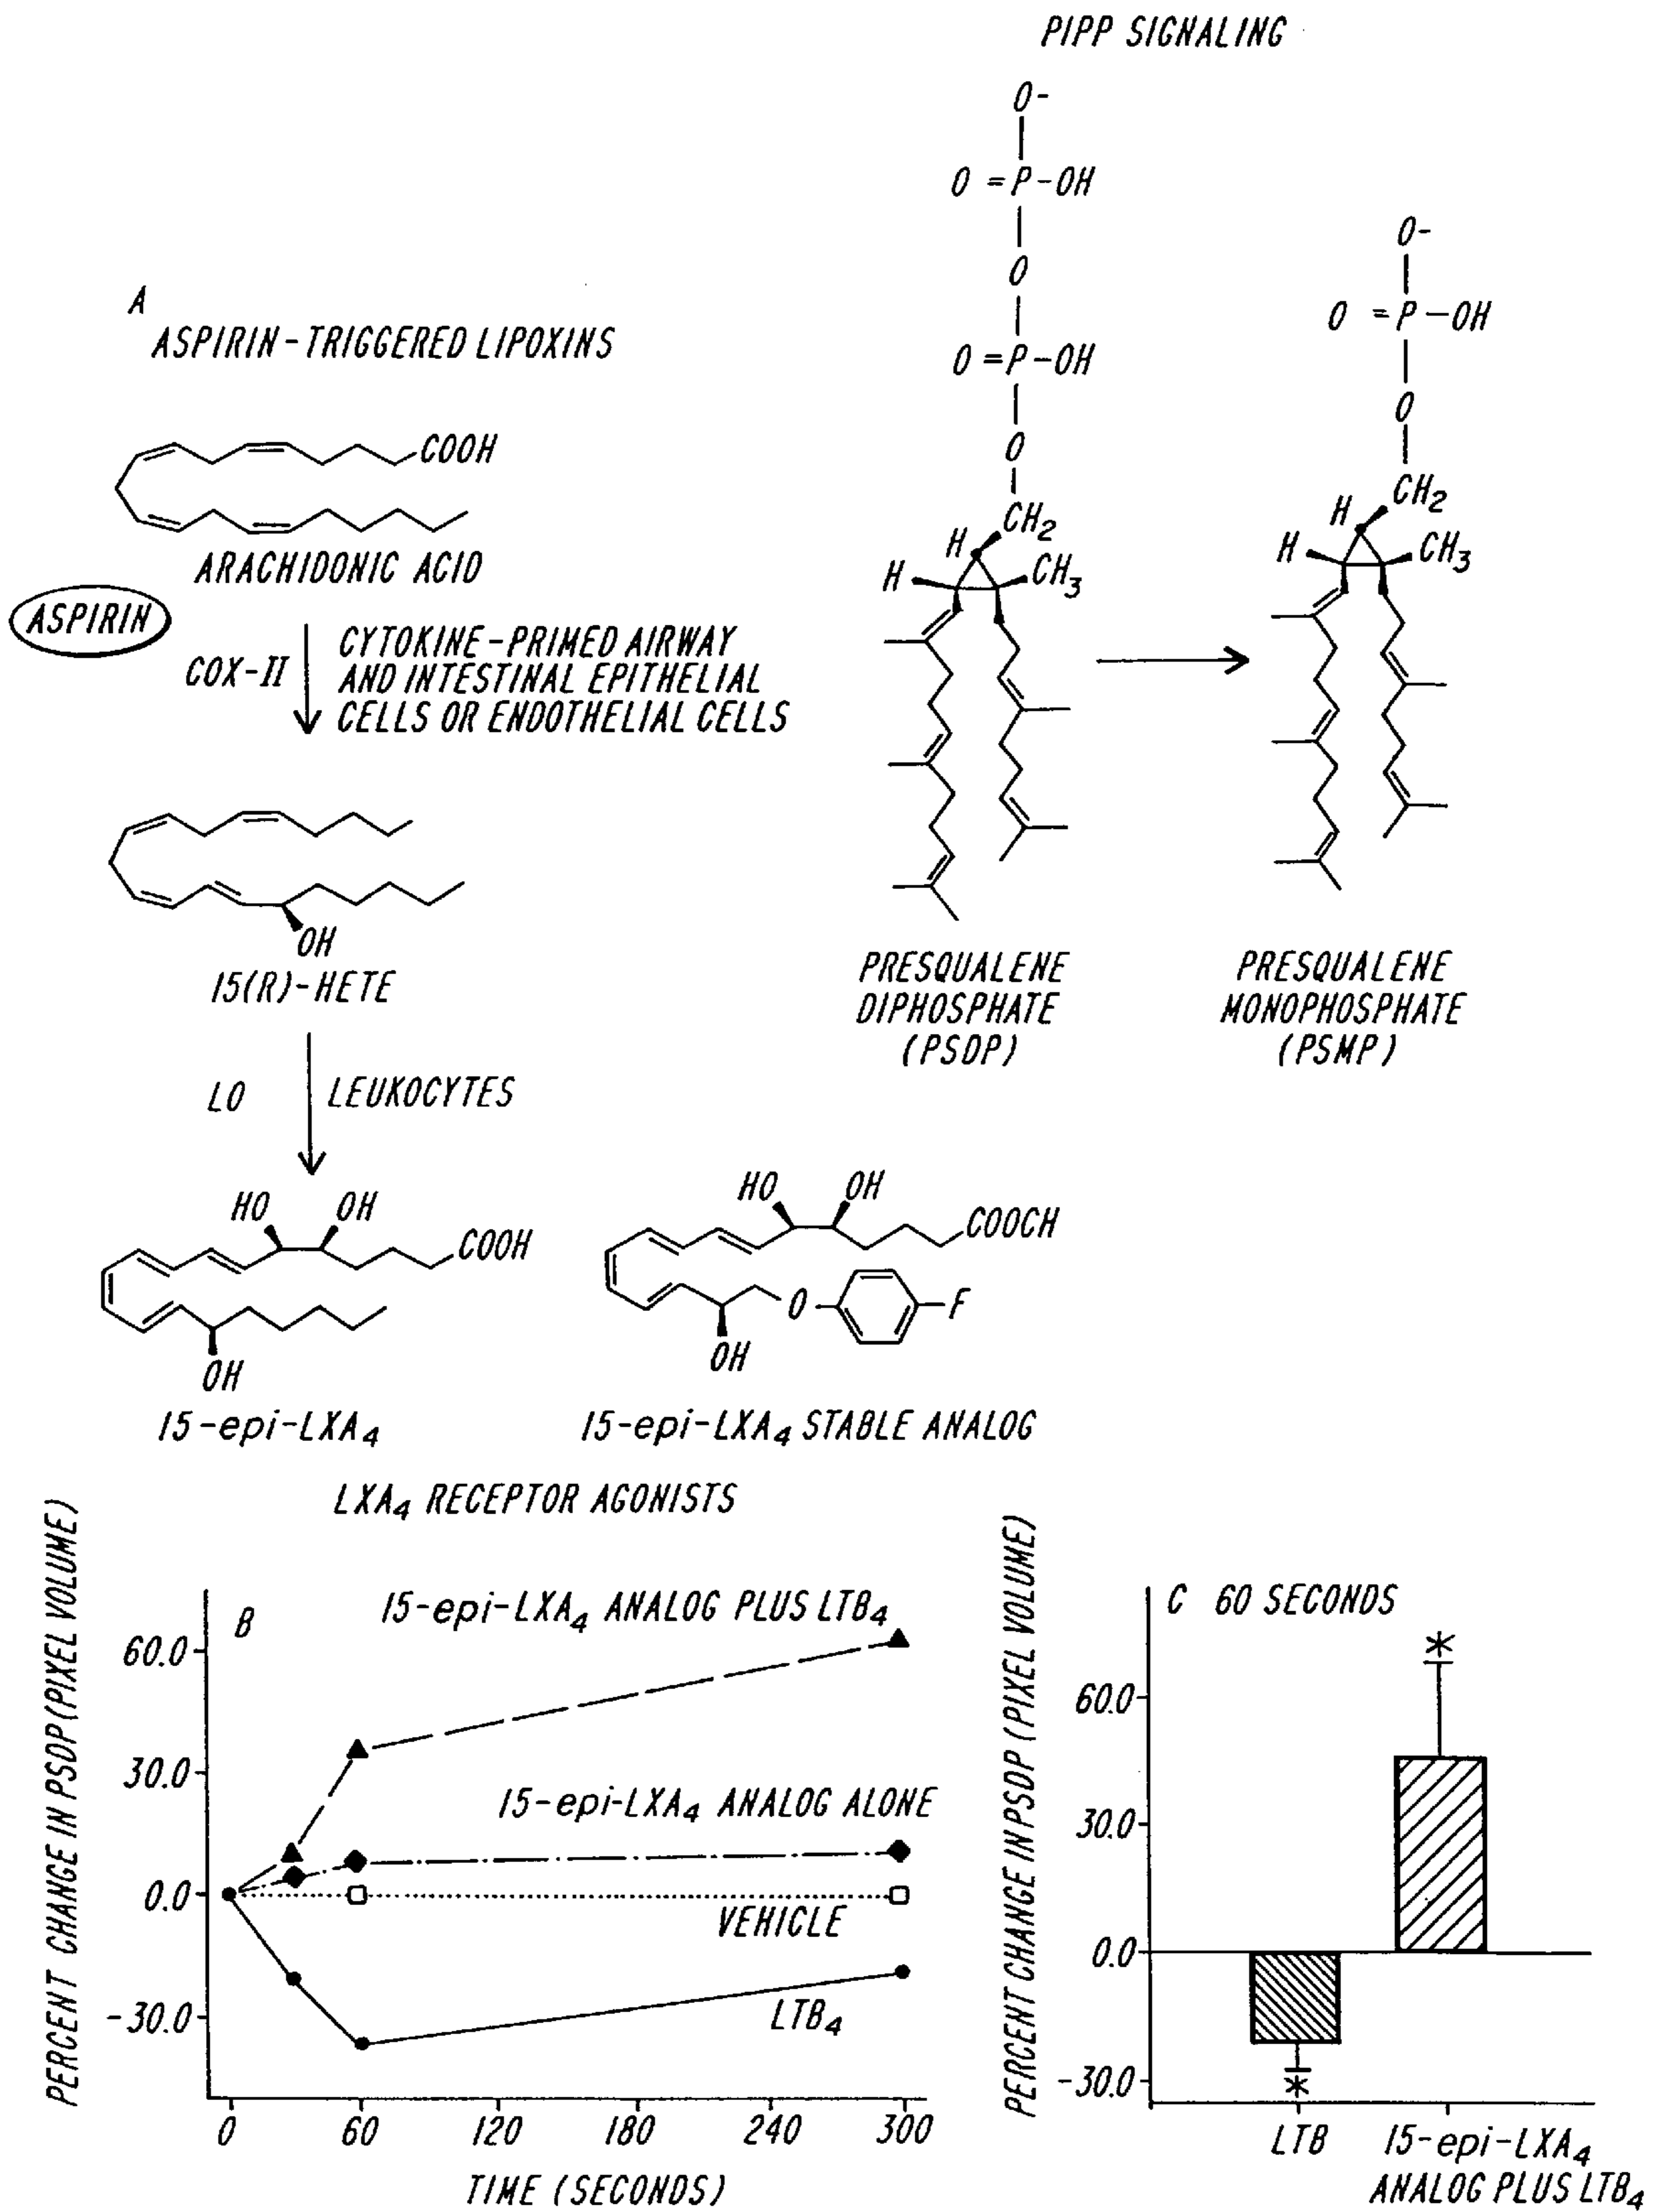 PIPP SIGNALING
A
ASPIRIN-TRIGGERED LIPOXINS
COOH
ARACHIDONIC ACID
ASPIRIN
COX-II
CYTOKINE-PRIMED AIRWAY
AND INTESTINAL EPITHELIAL
CELLS OR ENDOTHELIAL CELLS
OH
15(R)-HETE
LO
LEUKOCYTES
HO OH
COOH
OH
15-epi-LXA4
HO OH
COOCH
O F
OH
15-epi-LXA4 STABLE ANALOG
LXA4 RECEPTOR AGONISTS
O-
O=P-OH
O
O=P-OH
O
CH2
H
H CH3
PRESQUALENE
DIPHOSPHATE
(PSDP)
O-
O=P-OH
O
CH2
H
H CH3
PRESQUALENE
MONOPHOSPHATE
(PSMP)
PERCENT CHANGE IN PSDP (PIXEL VOLUME)
B
15-epi-LXA4 ANALOG PLUS LTB4
60.0
30.0
15-epi-LXA4 ANALOG ALONE
0.0
VEHICLE
-30.0
LTB4
0 60 120 180 240 300
TIME (SECONDS)
PERCENT CHANGE IN PSDP (PIXEL VOLUME)
C 60 SECONDS
*
60.0
30.0
0.0
-30.0
*
LTB
15-epi-LXA4
ANALOG PLUS LTB4